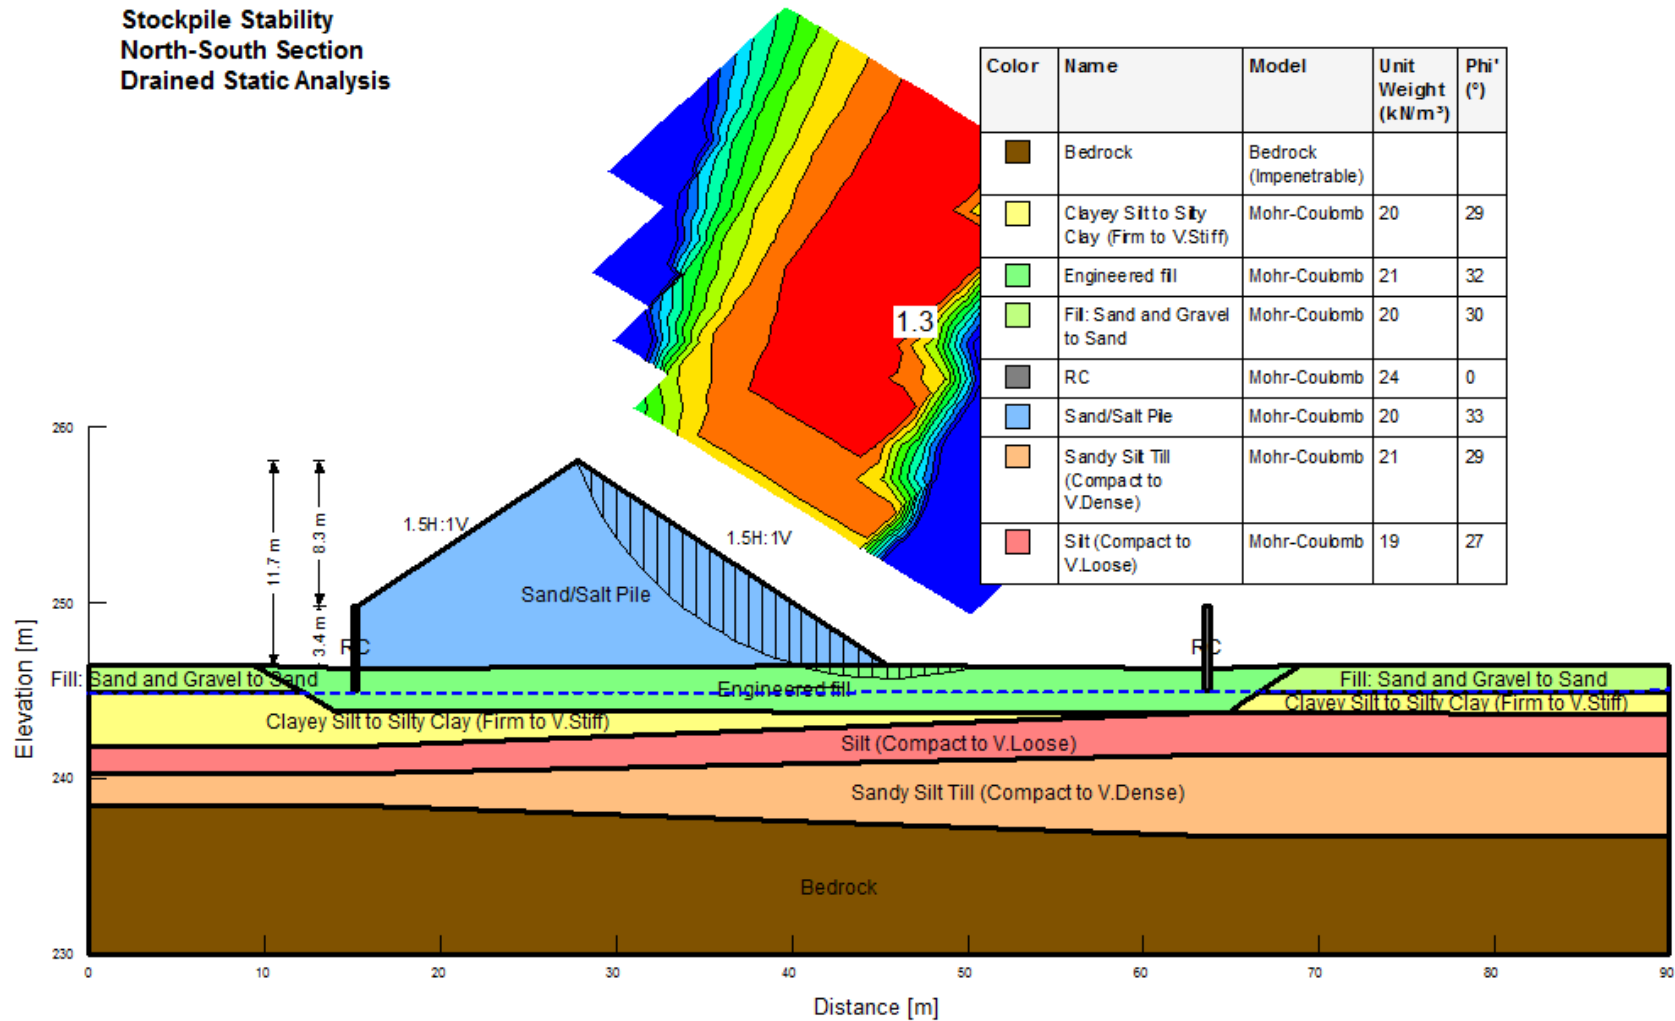 Stockpile Stability
North-South Section
Drained Static Analysis
Color Name Model Unit Weight (kN/m³) Phi' (°)
Bedrock Bedrock (Impenetrable)
Clayey Silt to Silty Clay (Firm to V.Stiff) Mohr-Coulomb 20 29
Engineered fill Mohr-Coulomb 21 32
Fill: Sand and Gravel to Sand Mohr-Coulomb 20 30
RC Mohr-Coulomb 24 0
Sand/Salt Pile Mohr-Coulomb 20 33
Sandy Silt Till (Compact to V.Dense) Mohr-Coulomb 21 29
Silt (Compact to V.Loose) Mohr-Coulomb 19 27
1.3
260
250
240
230
Elevation [m]
11.7 m
8.3 m
3.4 m
1.5H:1V
1.5H:1V
Sand/Salt Pile
RC
RC
Fill: Sand and Gravel to Sand
Engineered fill
Fill: Sand and Gravel to Sand
Clayey Silt to Silty Clay (Firm to V.Stiff)
Clayey Silt to Silty Clay (Firm to V.Stiff)
Silt (Compact to V.Loose)
Sandy Silt Till (Compact to V.Dense)
Bedrock
0 10 20 30 40 50 60 70 80 90
Distance [m]